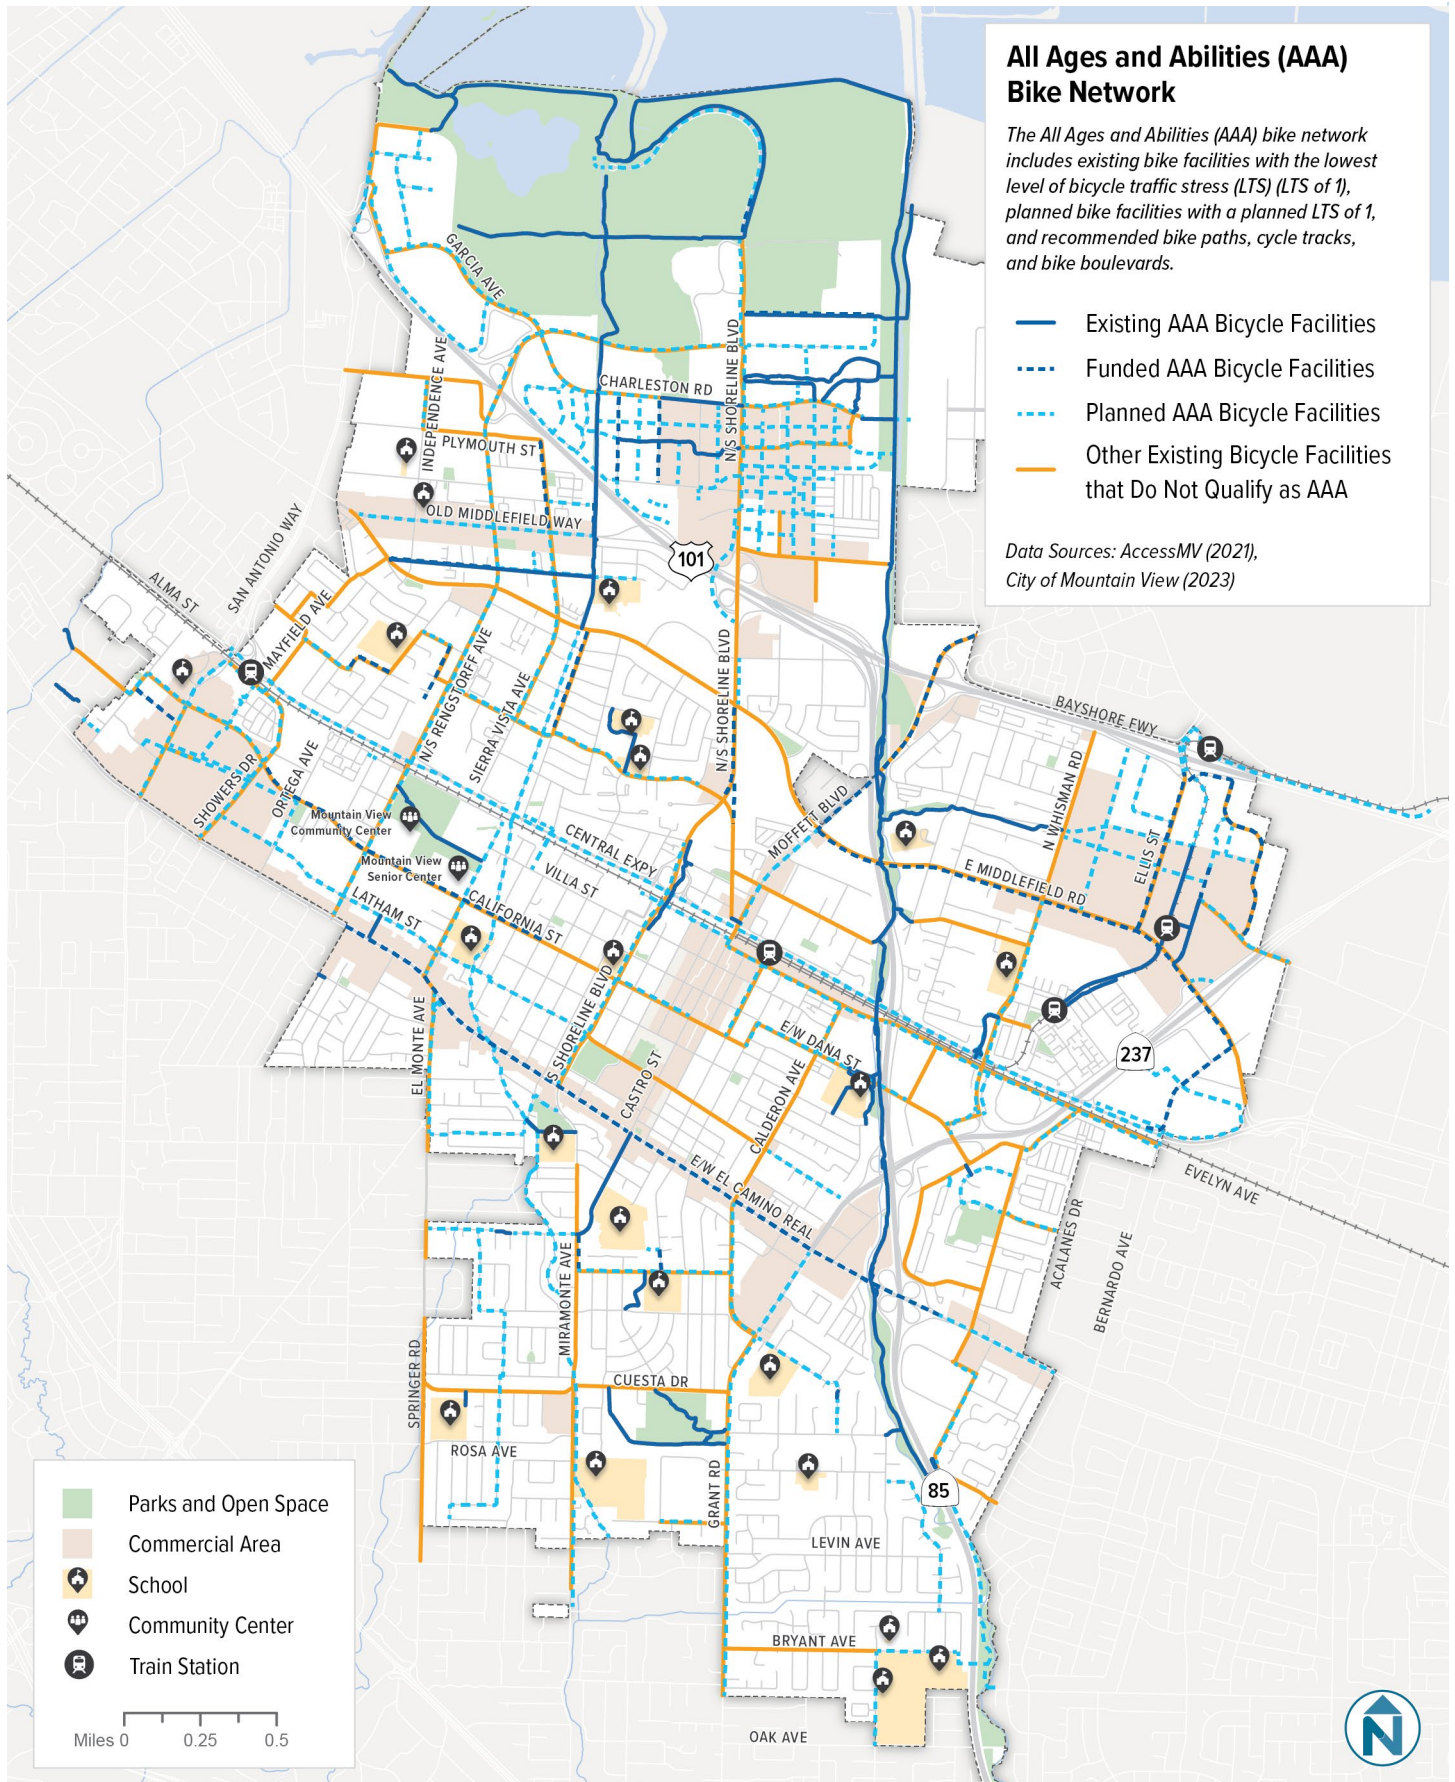 All Ages and Abilities (AAA)
Bike Network
The All Ages and Abilities (AAA) bike network
includes existing bike facilities with the lowest
level of bicycle traffic stress (LTS) (LTS of 1),
planned bike facilities with a planned LTS of 1,
and recommended bike paths, cycle tracks,
and bike boulevards.
Existing AAA Bicycle Facilities
Funded AAA Bicycle Facilities
Planned AAA Bicycle Facilities
Other Existing Bicycle Facilities
that Do Not Qualify as AAA
Data Sources: AccessMV (2021),
City of Mountain View (2023)
GARCIA AVE
INDEPENDENCE AVE
CHARLESTON RD
N/S SHORELINE BLVD
PLYMOUTH ST
OLD MIDDLEFIELD WAY
101
SAN ANTONIO WAY
ALMA ST
MAYFIELD AVE
N/S RENGSTORFF AVE
SIERRA VISTA AVE
N/S SHORELINE BLVD
BAYSHORE FWY
N WHISMAN RD
SHOWERS DR
ORTEGA AVE
Mountain View
Community Center
Mountain View
Senior Center
CENTRAL EXPY
VILLA ST
MOFFETT BLVD
ELLIS ST
E MIDDLEFIELD RD
LATHAM ST
CALIFORNIA ST
EL MONTE AVE
S SHORELINE BLVD
CASTRO ST
E/W DANA ST
CALDERON AVE
237
E/W EL CAMINO REAL
EVELYN AVE
ACALANES DR
BERNARDO AVE
MIRAMONTE AVE
SPRINGER RD
CUESTA DR
ROSA AVE
GRANT RD
85
LEVIN AVE
BRYANT AVE
OAK AVE
Parks and Open Space
Commercial Area
School
Community Center
Train Station
Miles 0 0.25 0.5
N